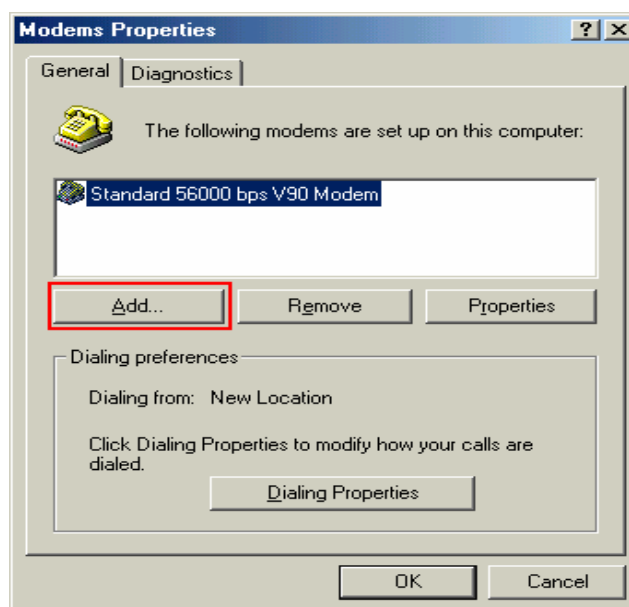 Modems Properties
General Diagnostics
The following modems are set up on this computer:
Standard 56000 bps V90 Modem
Add... Remove Properties
Dialing preferences
Dialing from: New Location
Click Dialing Properties to modify how your calls are
dialed.
Dialing Properties
OK Cancel